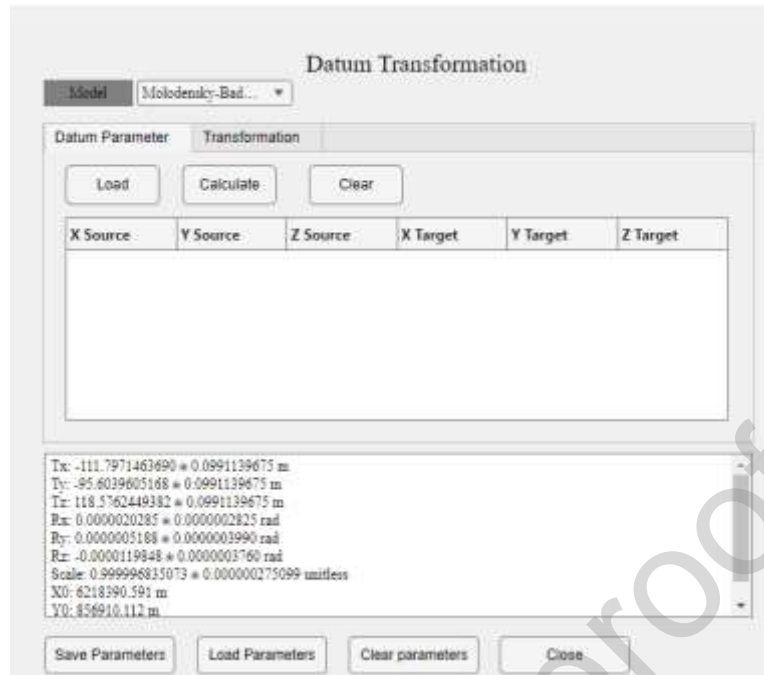 Datum Transformation
Model Molodensky-Bad... ▼
Datum Parameter Transformation
Load Calculate Clear
X Source Y Source Z Source X Target Y Target Z Target
Tx: -111.7971463690 ± 0.0991139675 m
Ty: -95.6039605168 ± 0.0991139675 m
Tz: 118.5762449382 ± 0.0991139675 m
Rx: 0.0000020285 ± 0.0000002825 rad
Ry: 0.0000005188 ± 0.0000003990 rad
Rz: -0.0000119848 ± 0.0000003760 rad
Scale: 0.999996835073 ± 0.000000275099 unitless
X0: 6218390.591 m
Y0: 856910.112 m
Save Parameters Load Parameters Clear parameters Close
proof